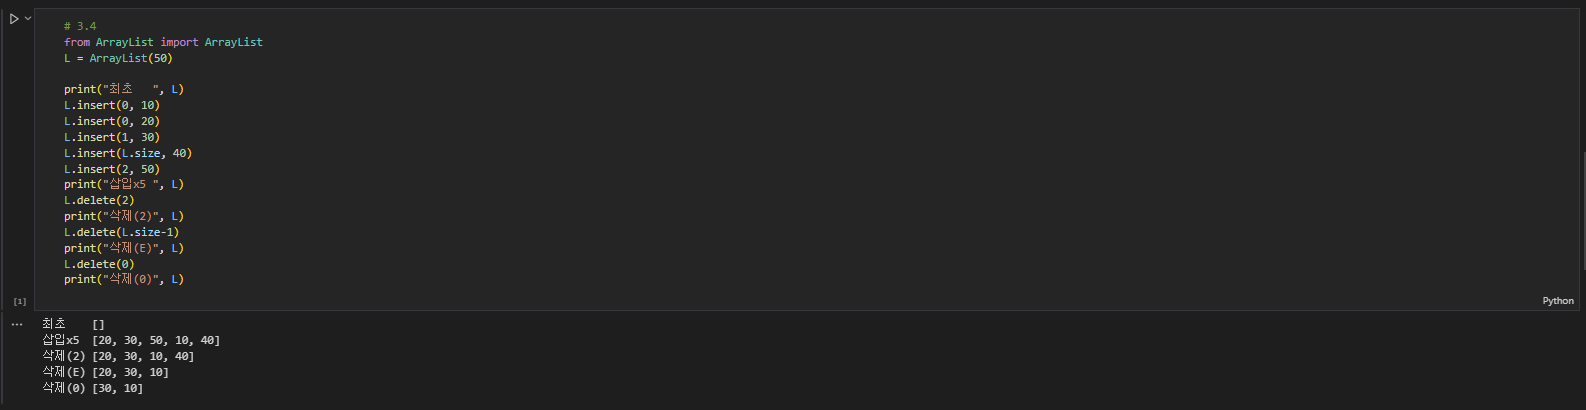 # 3.4
from ArrayList import ArrayList
L = ArrayList(50)
print("최초   ", L)
L.insert(0, 10)
L.insert(0, 20)
L.insert(1, 30)
L.insert(L.size, 40)
L.insert(2, 50)
print("삽입x5 ", L)
L.delete(2)
print("삭제(2)", L)
L.delete(L.size-1)
print("삭제(E)", L)
L.delete(0)
print("삭제(0)", L)
[1]
Python
최초    []
삽입x5  [20, 30, 50, 10, 40]
삭제(2) [20, 30, 10, 40]
삭제(E) [20, 30, 10]
삭제(0) [30, 10]